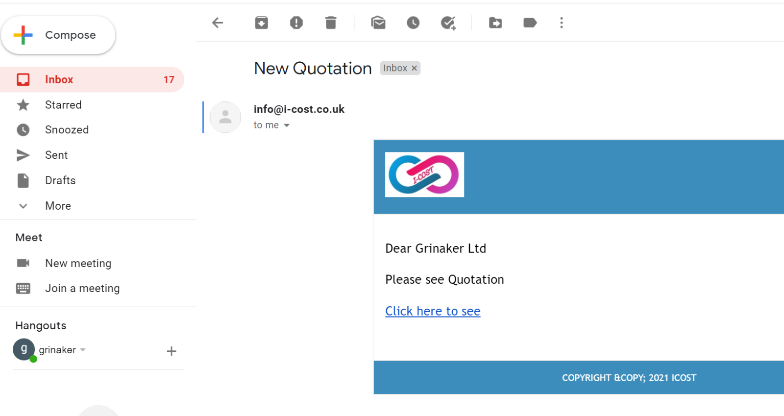 Compose
New Quotation Inbox ×
Inbox 17
Starred
info@i-cost.co.uk
to me
Snoozed
Sent
Drafts
More
I-COST
Meet
New meeting
Join a meeting
Hangouts
g grinaker +
Dear Grinaker Ltd
Please see Quotation
Click here to see
COPYRIGHT &COPY; 2021 ICOST